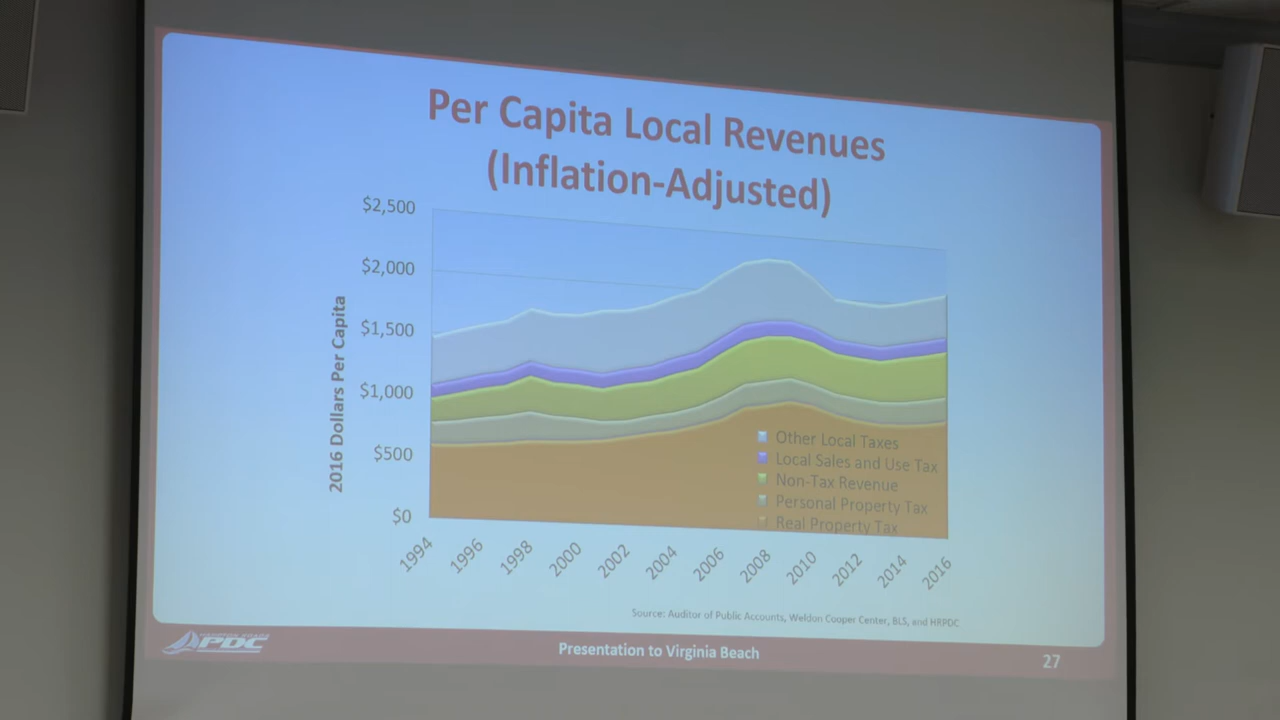 Per Capita Local Revenues
(Inflation-Adjusted)
2016 Dollars Per Capita
$2,500
$2,000
$1,500
$1,000
$500
$0
1994 1996 1998 2000 2002 2004 2006 2008 2010 2012 2014 2016
Other Local Taxes
Local Sales and Use Tax
Non-Tax Revenue
Personal Property Tax
Real Property Tax
Source: Auditor of Public Accounts, Weldon Cooper Center, BLS, and HRPDC
HAMPTON ROADS
PDC
Presentation to Virginia Beach
27